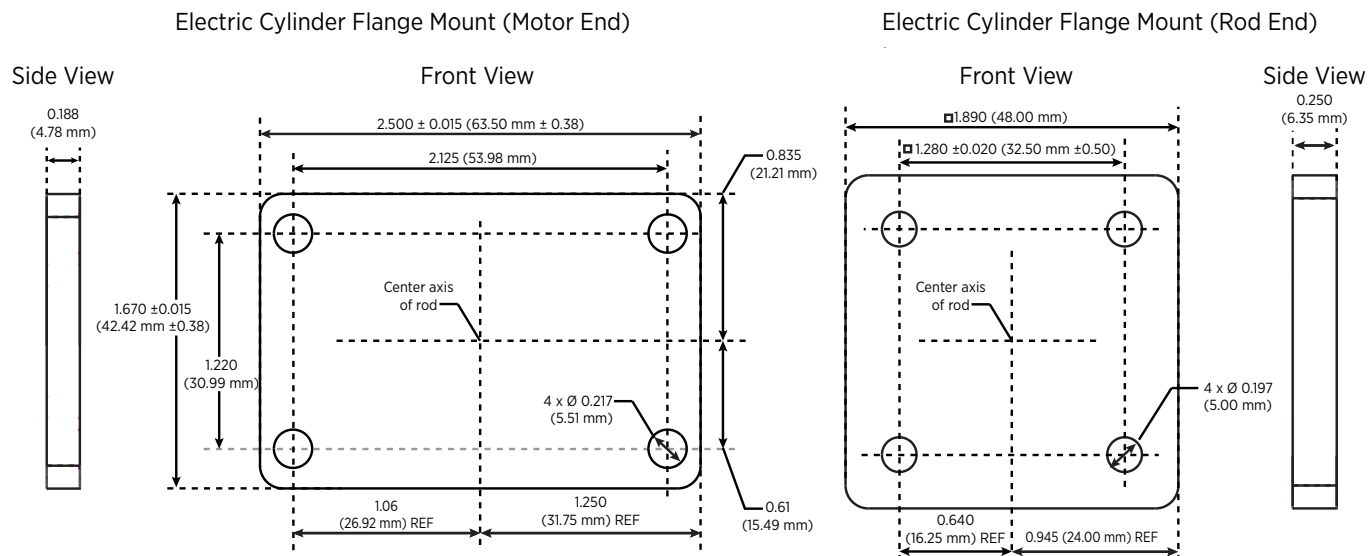 Electric Cylinder Flange Mount (Motor End)
Electric Cylinder Flange Mount (Rod End)
Side View
Front View
Front View
Side View
0.188
(4.78 mm)
2.500 ± 0.015 (63.50 mm ± 0.38)
2.125 (53.98 mm)
0.835
(21.21 mm)
1.670 ±0.015
(42.42 mm ±0.38)
1.220
(30.99 mm)
Center axis
of rod
4 x Ø 0.217
(5.51 mm)
1.06
(26.92 mm) REF
1.250
(31.75 mm) REF
0.61
(15.49 mm)
1.890 (48.00 mm)
1.280 ±0.020 (32.50 mm ±0.50)
Center axis
of rod
4 x Ø 0.197
(5.00 mm)
0.640
(16.25 mm) REF
0.945 (24.00 mm) REF
0.250
(6.35 mm)